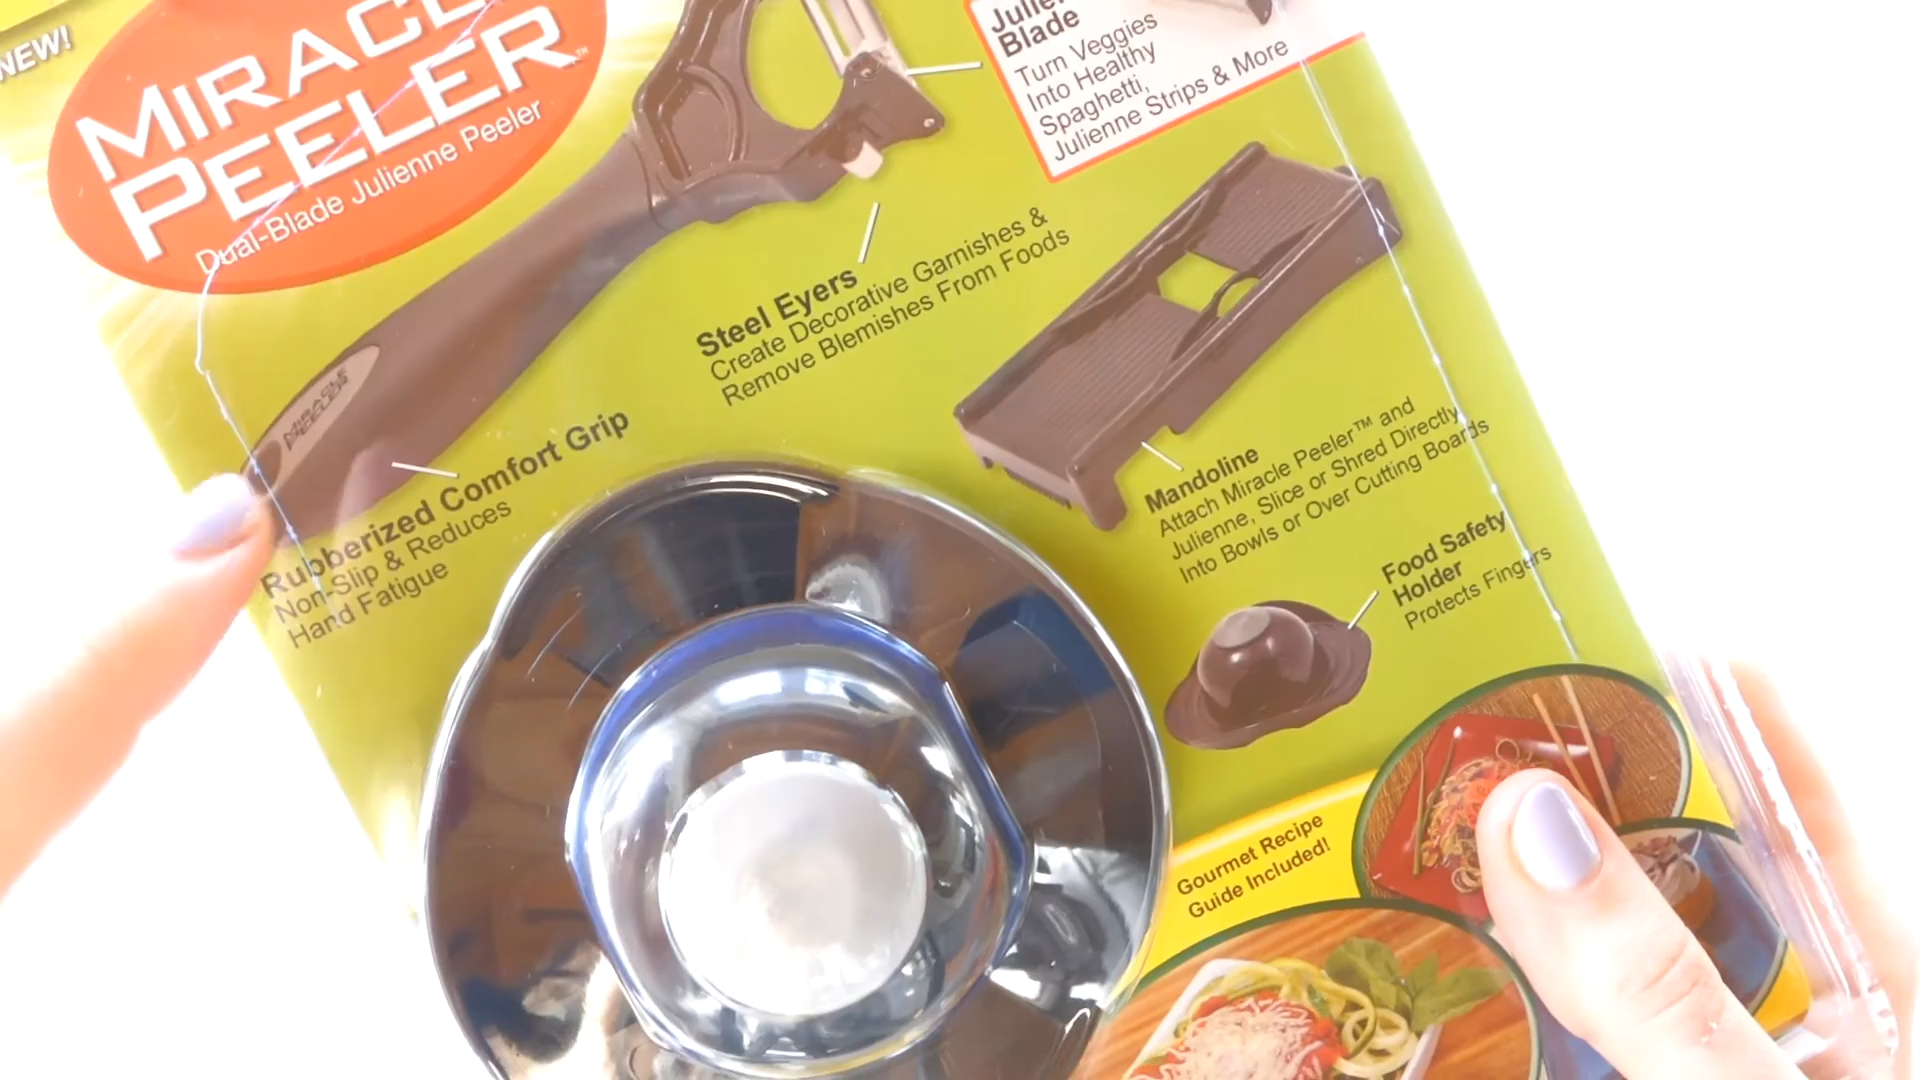 NEW!
MIRACLE
PEELER™
Dual-Blade Julienne Peeler
Blade
Turn Veggies
Into Healthy
Spaghetti,
Julienne Strips & More
Steel Eyers
Create Decorative Garnishes &
Remove Blemishes From Foods
MIRACLE
PEELER
Rubberized Comfort Grip
Non-Slip & Reduces
Hand Fatigue
Mandoline
Attach Miracle Peeler™ and
Julienne, Slice or Shred Directly
Into Bowls or Over Cutting Boards
Food Safety
Holder
Protects Fingers
Gourmet Recipe
Guide Included!